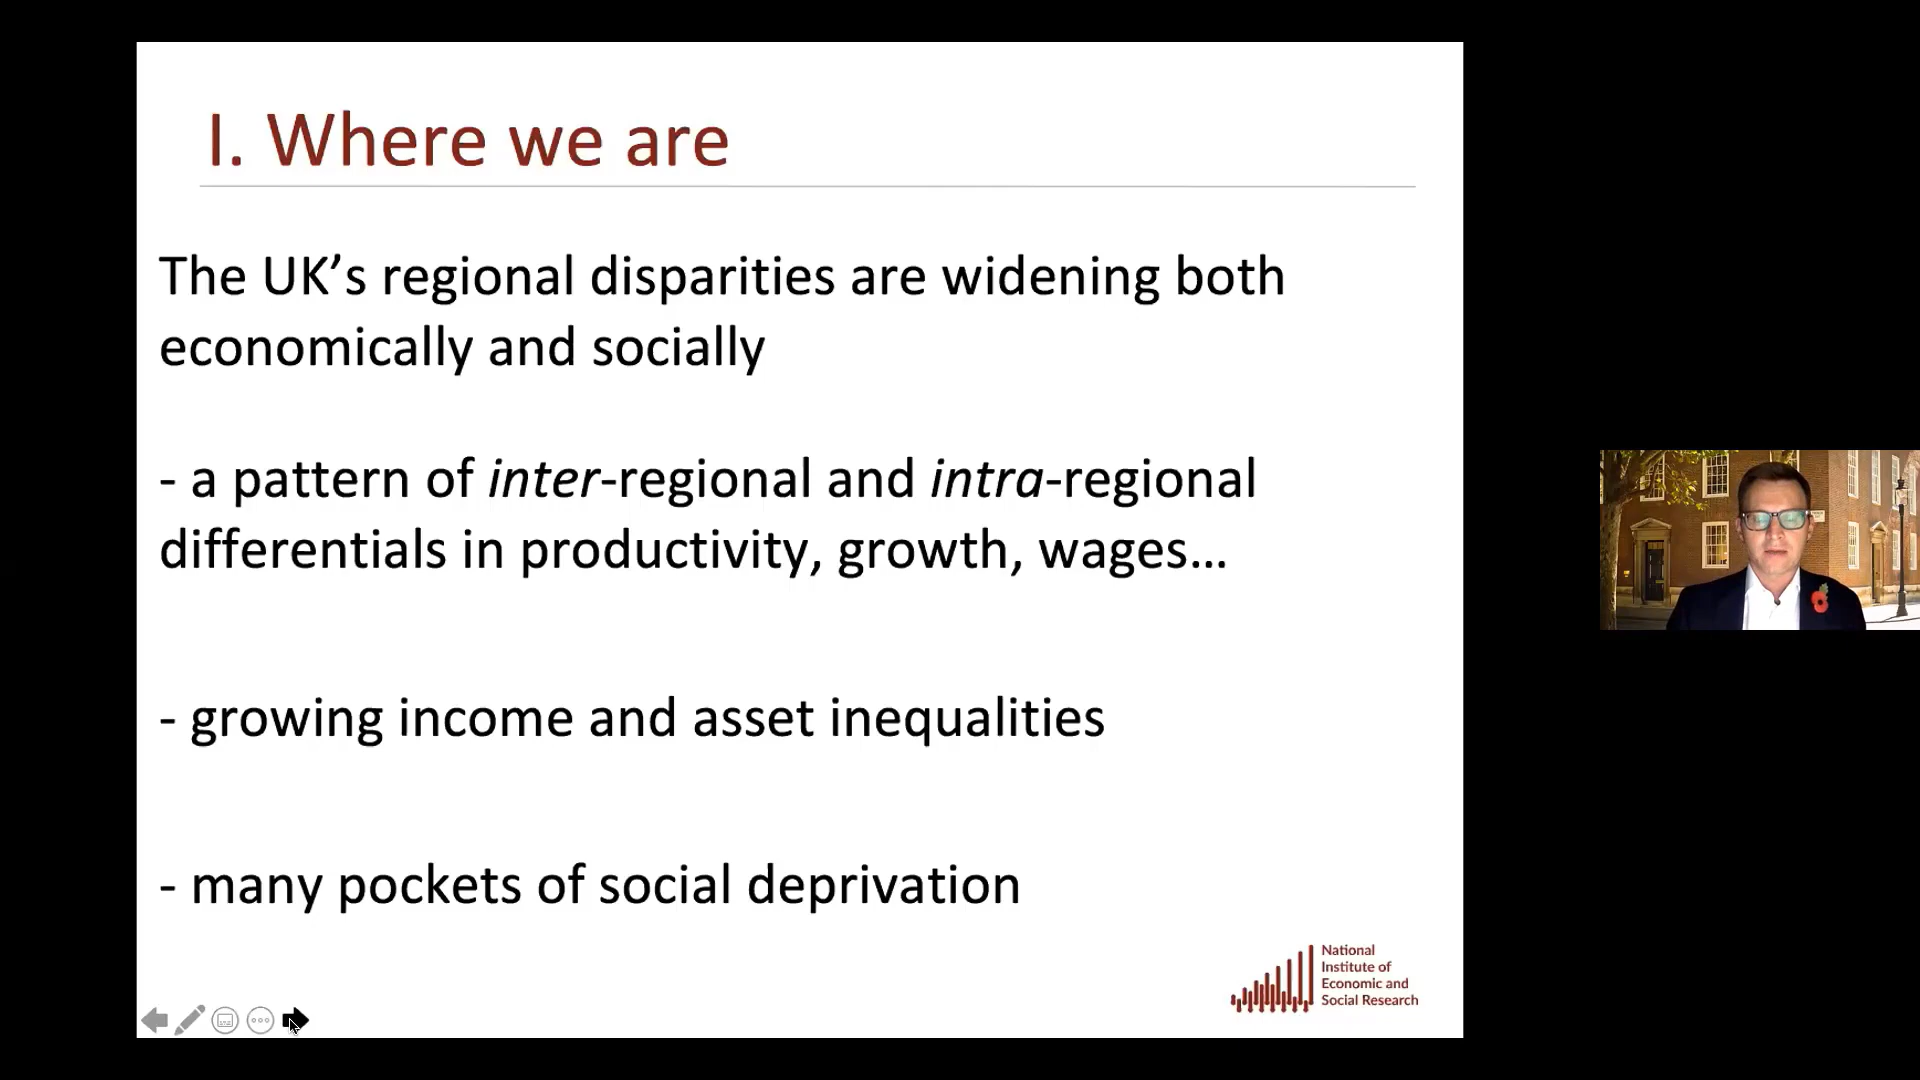 I. Where we are
The UK’s regional disparities are widening both
economically and socially
- a pattern of inter-regional and intra-regional
differentials in productivity, growth, wages…
- growing income and asset inequalities
- many pockets of social deprivation
National
Institute of
Economic and
Social Research